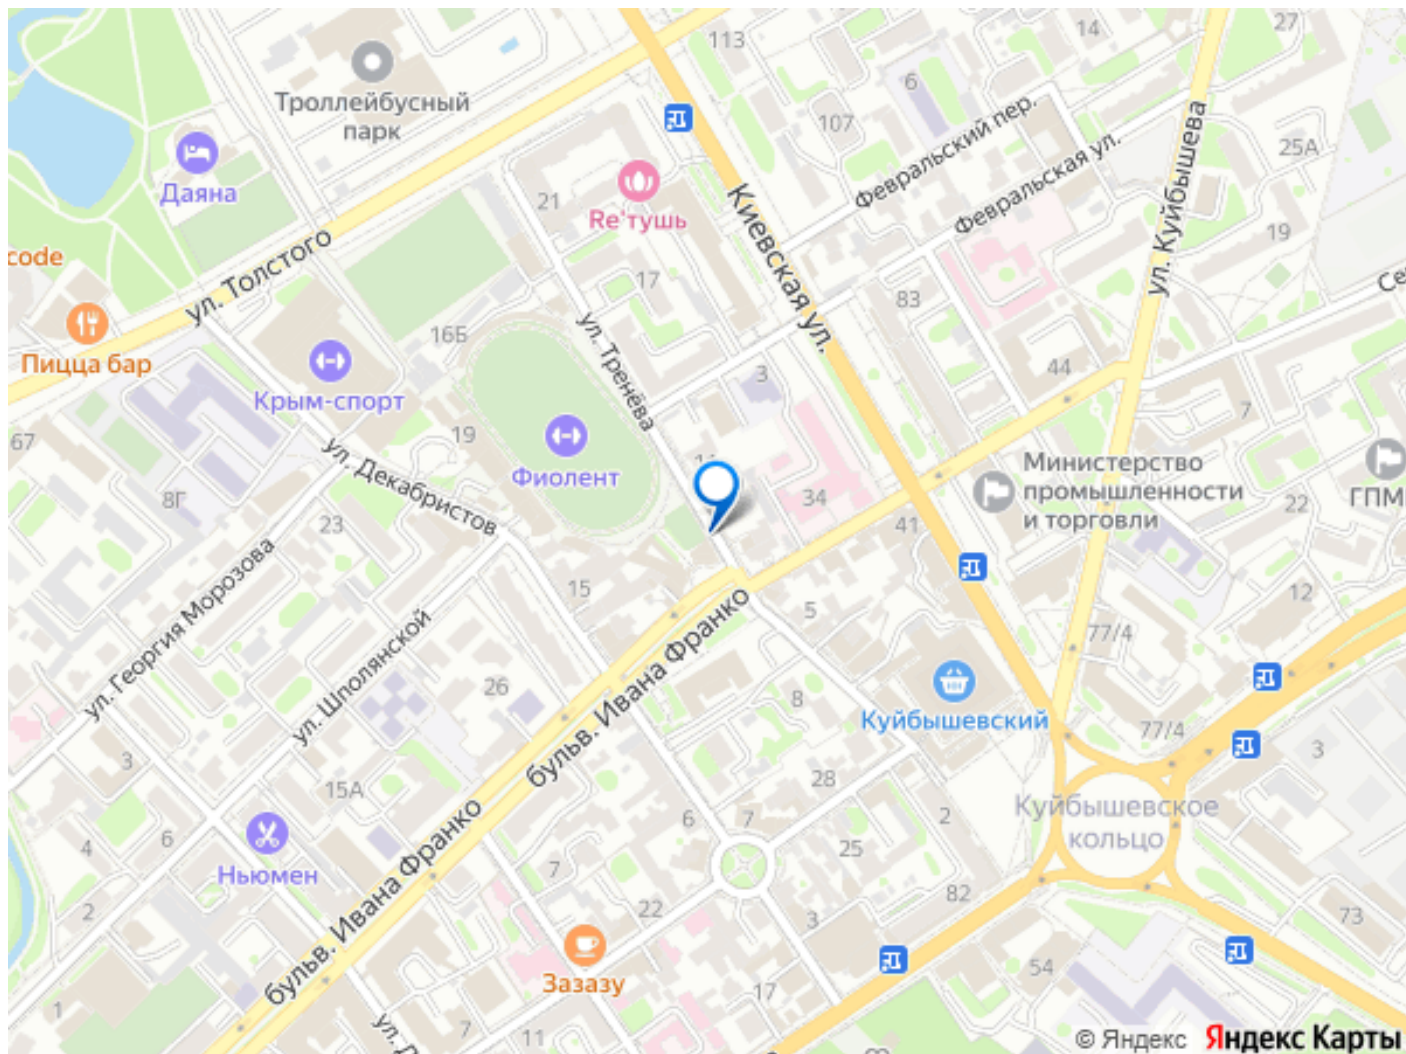 113
14
27
6
Троллейбусный
парк
107
Февральский пер.
25А
Даяна
ул. Куйбышева
Февральская ул.
21
Re'тушь
Киевская ул.
19
code
ул. Толстого
17
83
16Б
ул. Тренёва
Пицца бар
Крым-спорт
3
44
7
67
19
Фиолент
ул. Декабристов
Министерство
промышленности
и торговли
34
22
ГПМ
8Г
23
41
ул. Георгия Морозова
15
5
12
ул. Шполянской
бульв. Ивана Франко
77/4
26
8
Куйбышевский
77/4
3
3
15А
28
Куйбышевское
кольцо
6
7
2
4
6
25
Ньюмен
бульв. Ивана Франко
7
82
2
22
3
73
Зазазу
54
17
1
7
11
© Яндекс Яндекс Карты